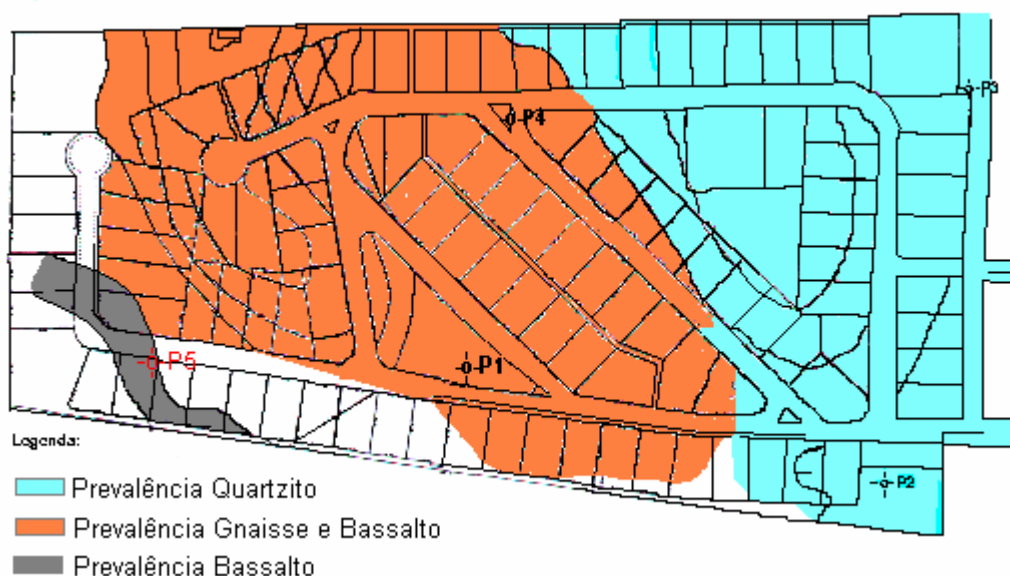 P3
P4
P5
P1
P2
Legenda:
Prevalência Quartzito
Prevalência Gnaisse e Bassalto
Prevalência Bassalto